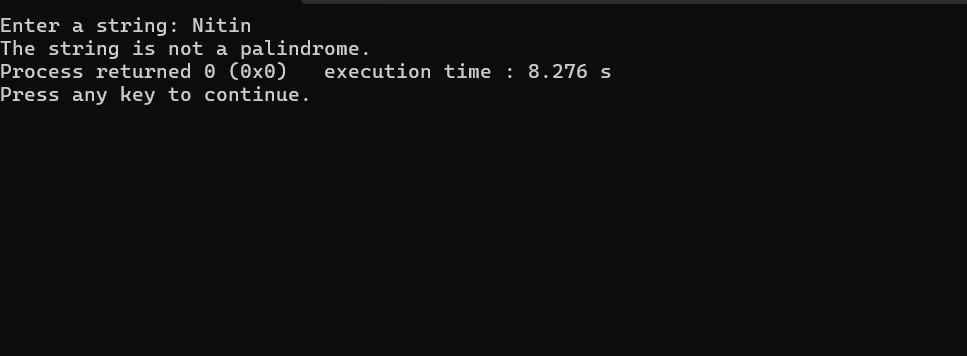 Enter a string: Nitin
The string is not a palindrome.
Process returned 0 (0x0)   execution time : 8.276 s
Press any key to continue.